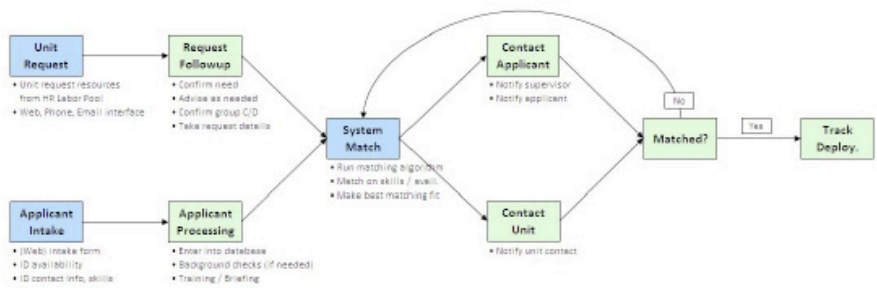 Unit
Request
• Unit request resources
from HR Labor Pool
• Web, Phone, Email interface
Request
Followup
• Confirm need
• Advise as needed
• Confirm group C/D
• Take request details
Applicant
Intake
• (Web) intake form
• ID availability
• ID contact info, skills
Applicant
Processing
• Enter into database
• Background checks (if needed)
• Training / Briefing
System
Match
• Run matching algorithm
• Match on skills / avail.
• Make best matching fit
Contact
Applicant
• Notify supervisor
• Notify applicant
Contact
Unit
• Notify unit contact
Matched?
No
Yes
Track
Deploy.